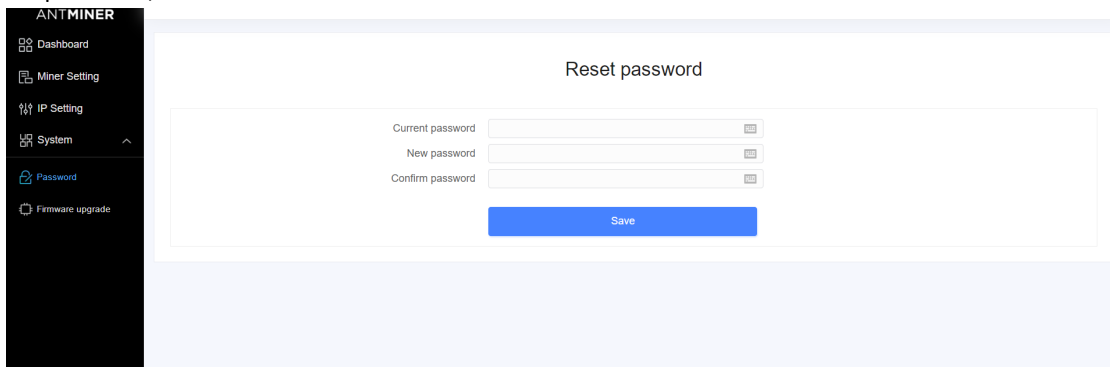 ANTMINER
Dashboard
Miner Setting
IP Setting
System
Password
Firmware upgrade
Reset password
Current password
New password
Confirm password
Save